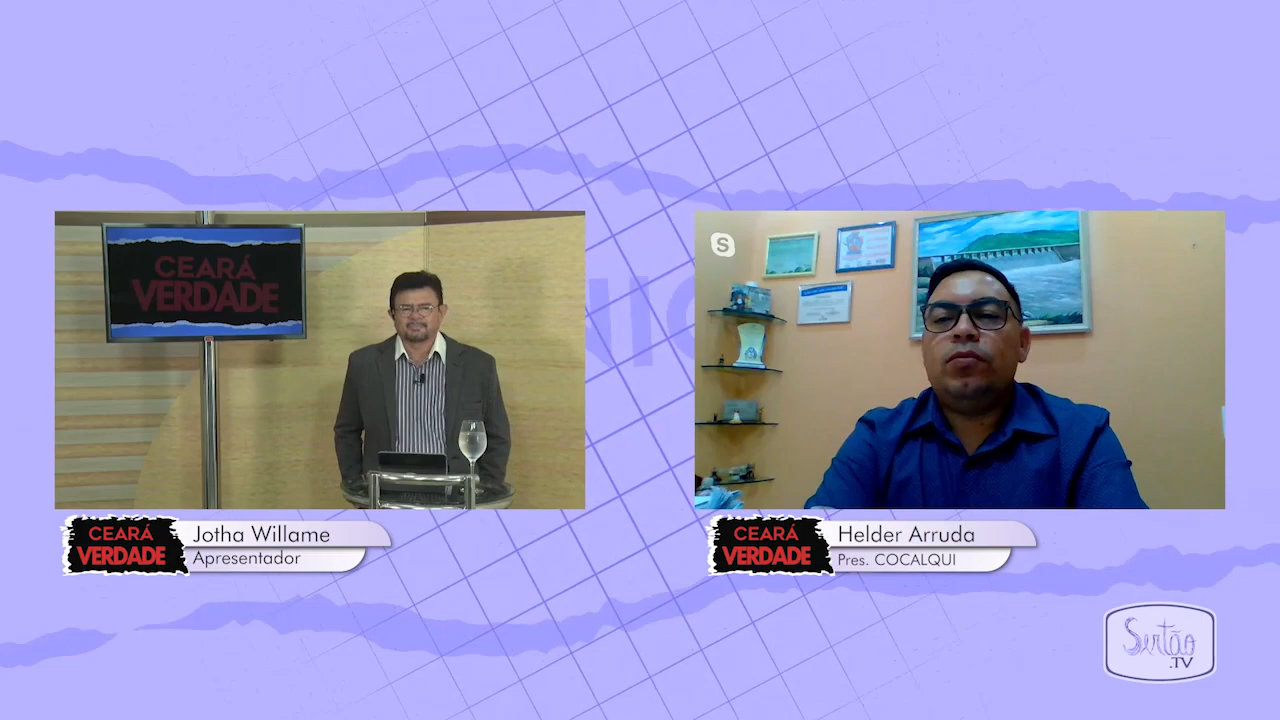 CEARÁ
VERDADE
S
CEARÁ
VERDADE
Jotha Willame
Apresentador
CEARÁ
VERDADE
Helder Arruda
Pres. COCALQUI
Sertão
.TV